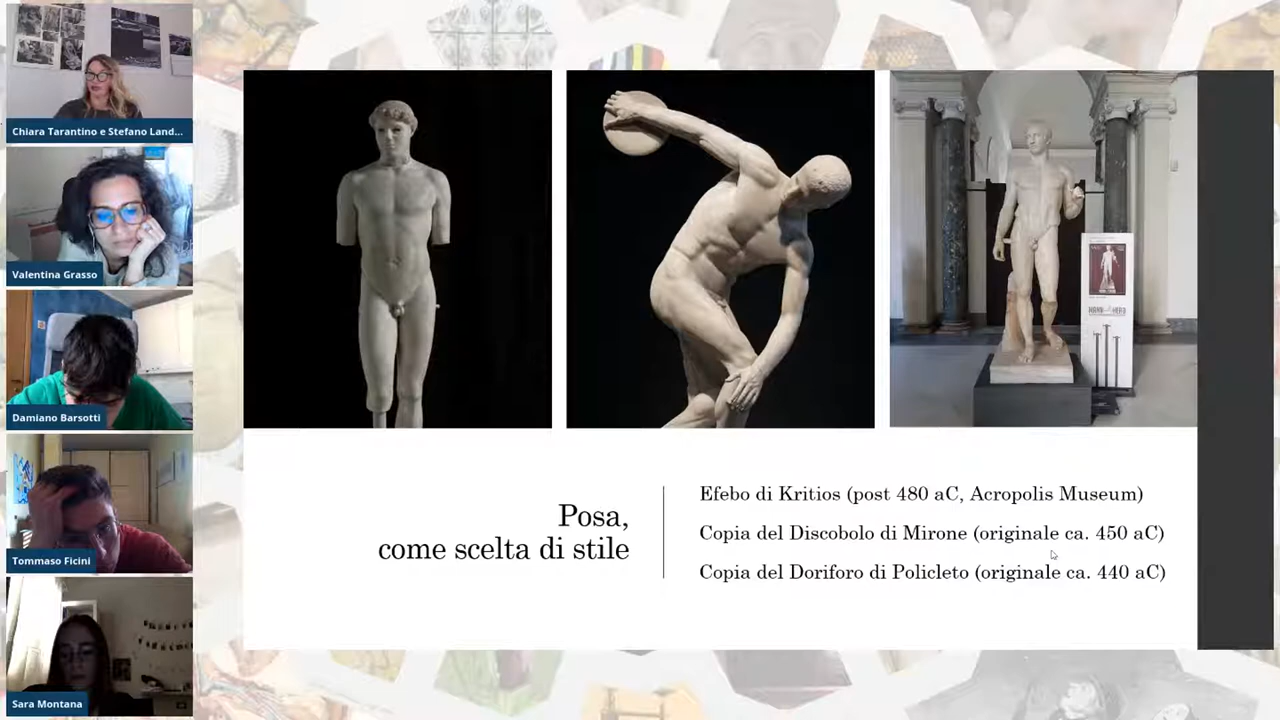 Chiara Tarantino e Stefano Land...
Valentina Grasso
Damiano Barsotti
Tommaso Ficini
Sara Montana
Posa,
come scelta di stile
Efebo di Kritios (post 480 aC, Acropolis Museum)
Copia del Discobolo di Mirone (originale ca. 450 aC)
Copia del Doriforo di Policleto (originale ca. 440 aC)